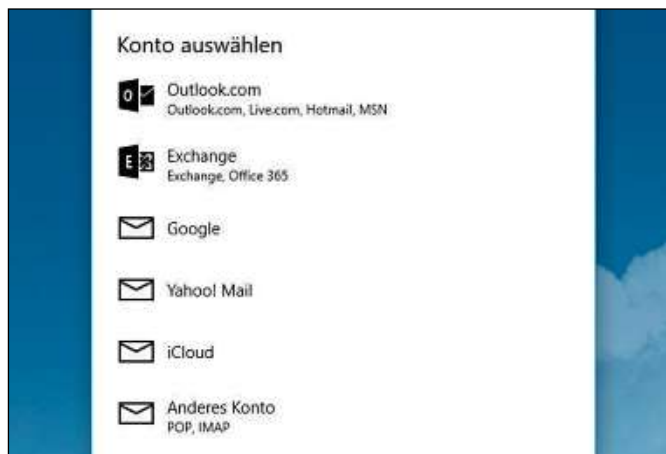 Konto auswählen
Outlook.com
Outlook.com, Live.com, Hotmail, MSN
Exchange
Exchange, Office 365
Google
Yahoo! Mail
iCloud
Anderes Konto
POP, IMAP